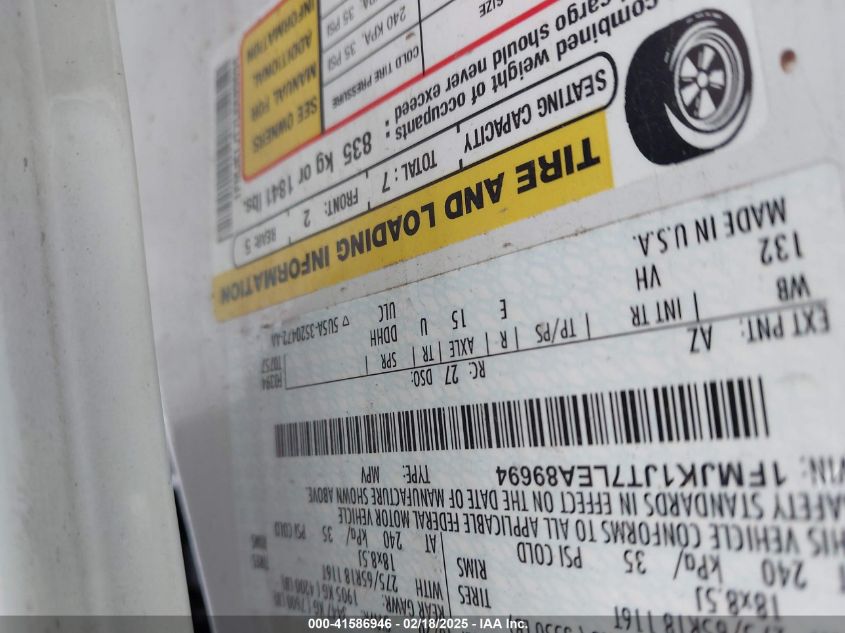 275/65R18 116T
18x8.5J
240 kPa/ 35 PSI COLD
TIRES
RIMS
REAR GAWR:
1905 KG (4200 LB)
WITH
275/65R18 116T
18x8.5J
AT 240 kPa/ 35 PSI COLD
TIRES
RIMS
THIS VEHICLE CONFORMS TO ALL APPLICABLE FEDERAL MOTOR VEHICLE
SAFETY STANDARDS IN EFFECT ON THE DATE OF MANUFACTURE SHOWN ABOVE.
VIN: 1FMJK1JT7LEA89694
TYPE: MPV
EXT PNT: AZ
RC: 27
DSO:
WB | INT TR | TP/PS | R | AXLE | TR | SPR
132 VH E 15 U DDHH
MADE IN U.S.A.
ULC
▽ 5U5A-3520472-AA
TIRE AND LOADING INFORMATION
SEATING CAPACITY
TOTAL: 7
FRONT: 2
REAR: 5
Combined weight of occupants
cargo should never exceed :
835 kg or 1841 lbs.
SIZE
COLD TIRE PRESSURE
240 KPA, 35 PSI
35 PSI
SEE OWNERS
MANUAL FOR
ADDITIONAL
INFORMATION
000-41586946 - 02/18/2025 - IAA Inc.